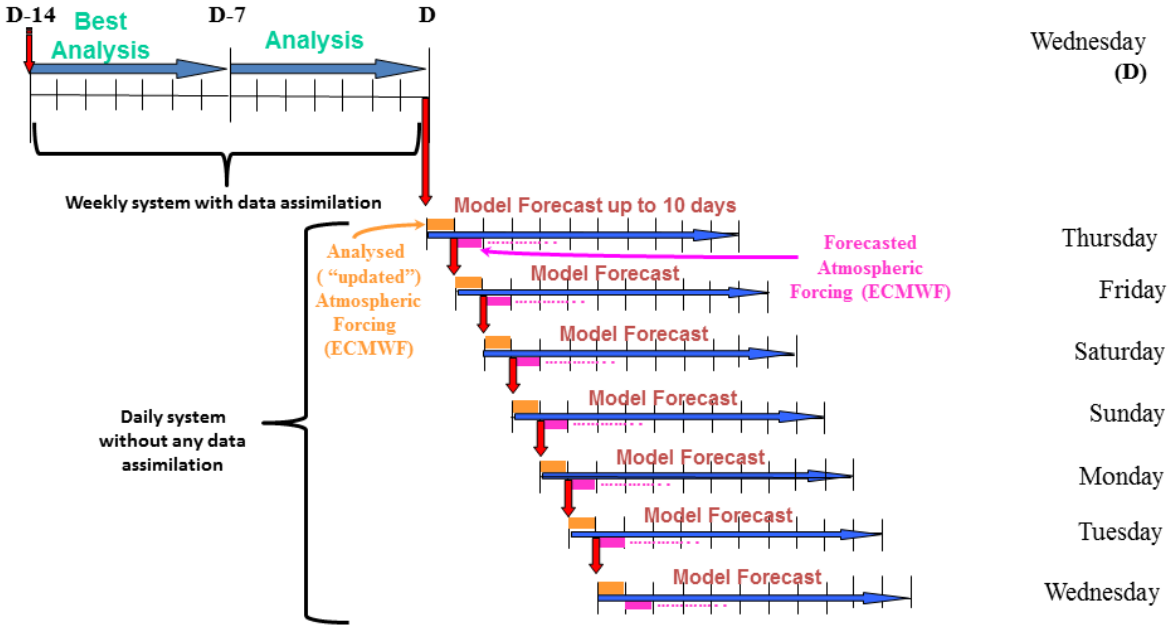 D-14
D-7
D
Best
Analysis
Analysis
Wednesday
(D)
Weekly system with data assimilation
Model Forecast up to 10 days
Thursday
Analysed
( “updated”)
Atmospheric
Forcing
(ECMWF)
Forecasted
Atmospheric
Forcing (ECMWF)
Model Forecast
Friday
Model Forecast
Saturday
Daily system
without any data
assimilation
Model Forecast
Sunday
Model Forecast
Monday
Model Forecast
Tuesday
Model Forecast
Wednesday